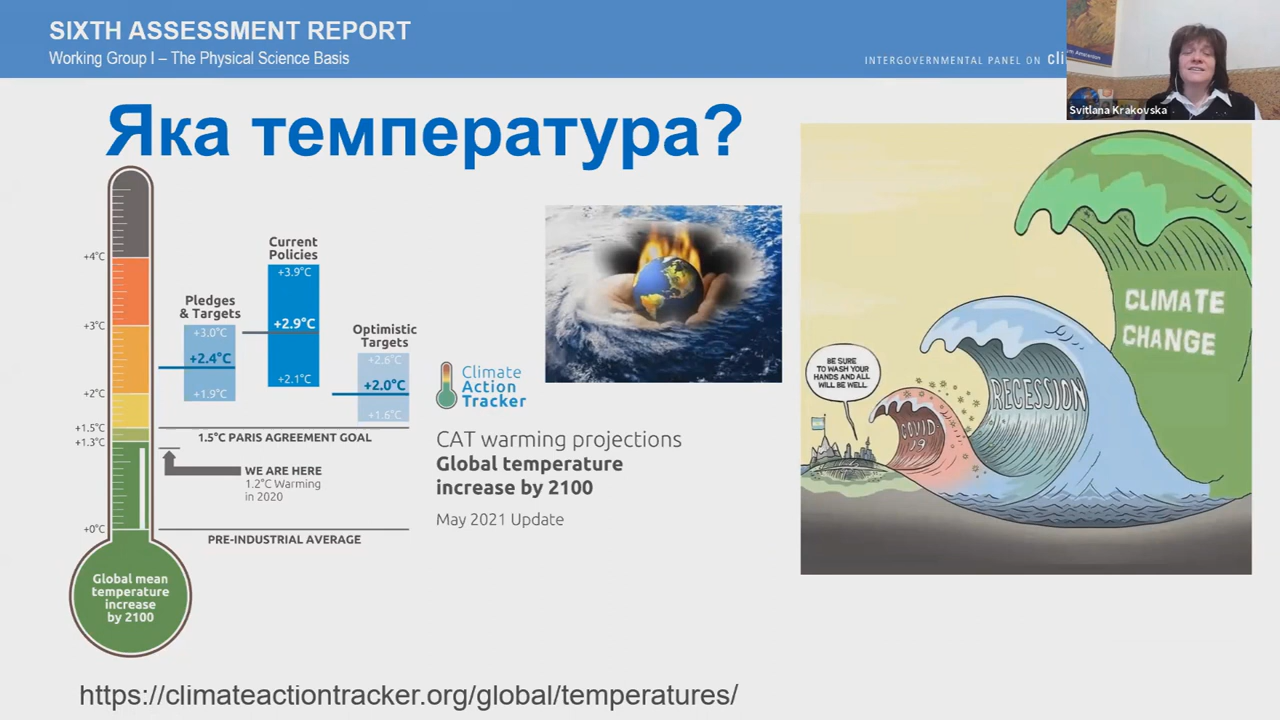 SIXTH ASSESSMENT REPORT
Working Group I – The Physical Science Basis
INTERGOVERNMENTAL PANEL ON
Svitlana Krakovska
Яка температура?
+4°C
+3°C
+2°C
+1.5°C
+1.3°C
+0°C
Pledges
& Targets
+3.0°C
+2.4°C
+1.9°C
Current
Policies
+3.9°C
+2.9°C
+2.1°C
Optimistic
Targets
+2.6°C
+2.0°C
+1.6°C
1.5°C PARIS AGREEMENT GOAL
WE ARE HERE
1.2°C Warming
in 2020
PRE-INDUSTRIAL AVERAGE
Global mean
temperature
increase
by 2100
Climate
Action
Tracker
CAT warming projections
Global temperature
increase by 2100
May 2021 Update
BE SURE
TO WASH YOUR
HANDS AND ALL
WILL BE WELL.
COVID
19
RECESSION
CLIMATE
CHANGE
https://climateactiontracker.org/global/temperatures/